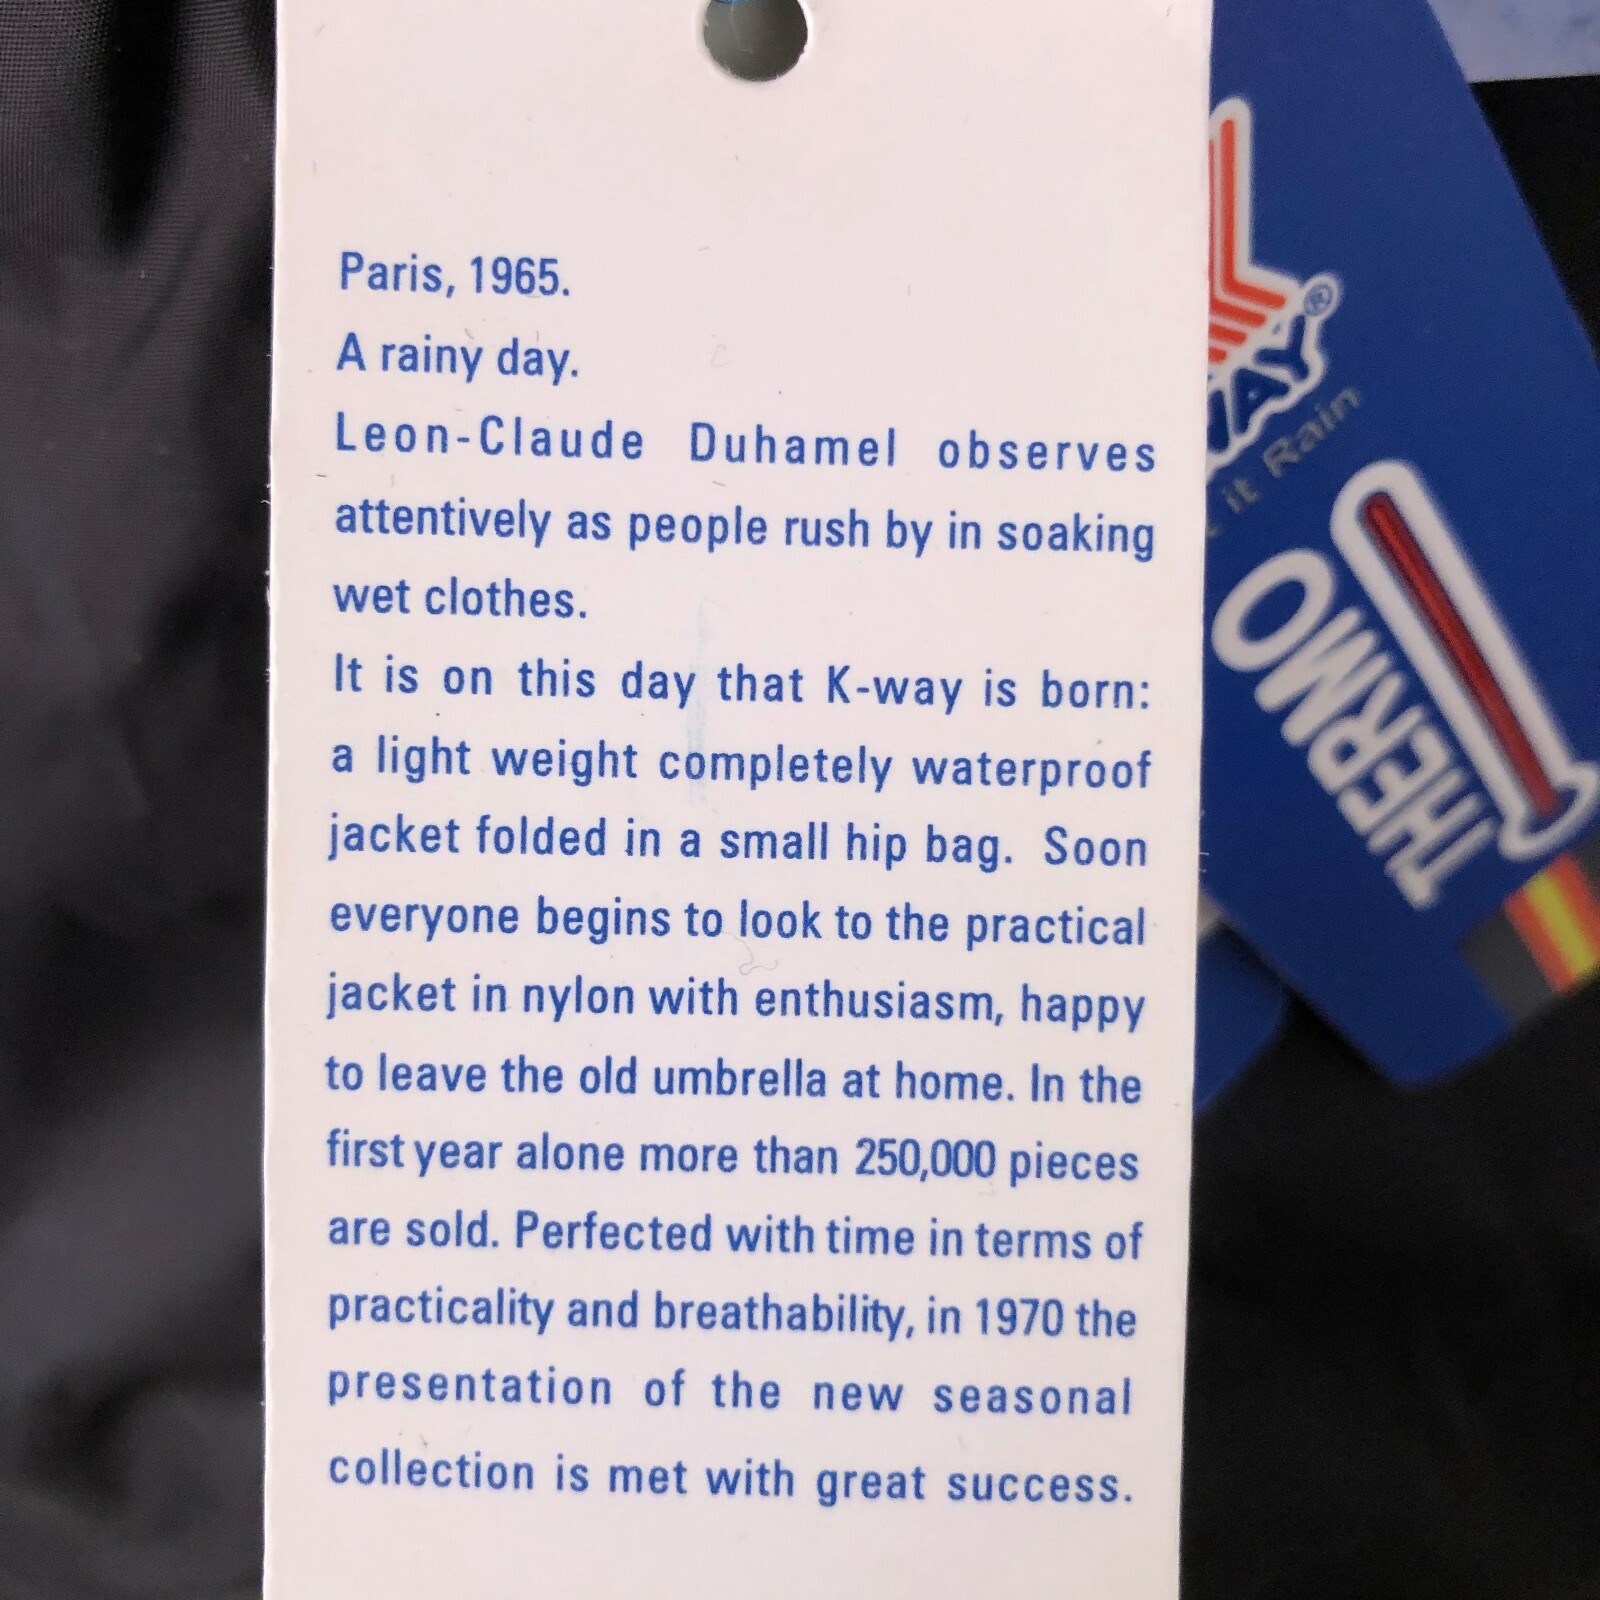 Paris, 1965.
A rainy day.
Leon-Claude Duhamel observes
attentively as people rush by in soaking
wet clothes.
It is on this day that K-way is born:
a light weight completely waterproof
jacket folded in a small hip bag. Soon
everyone begins to look to the practical
jacket in nylon with enthusiasm, happy
to leave the old umbrella at home. In the
first year alone more than 250,000 pieces
are sold. Perfected with time in terms of
practicality and breathability, in 1970 the
presentation of the new seasonal
collection is met with great success.
WAY®
it Rain
THERMO